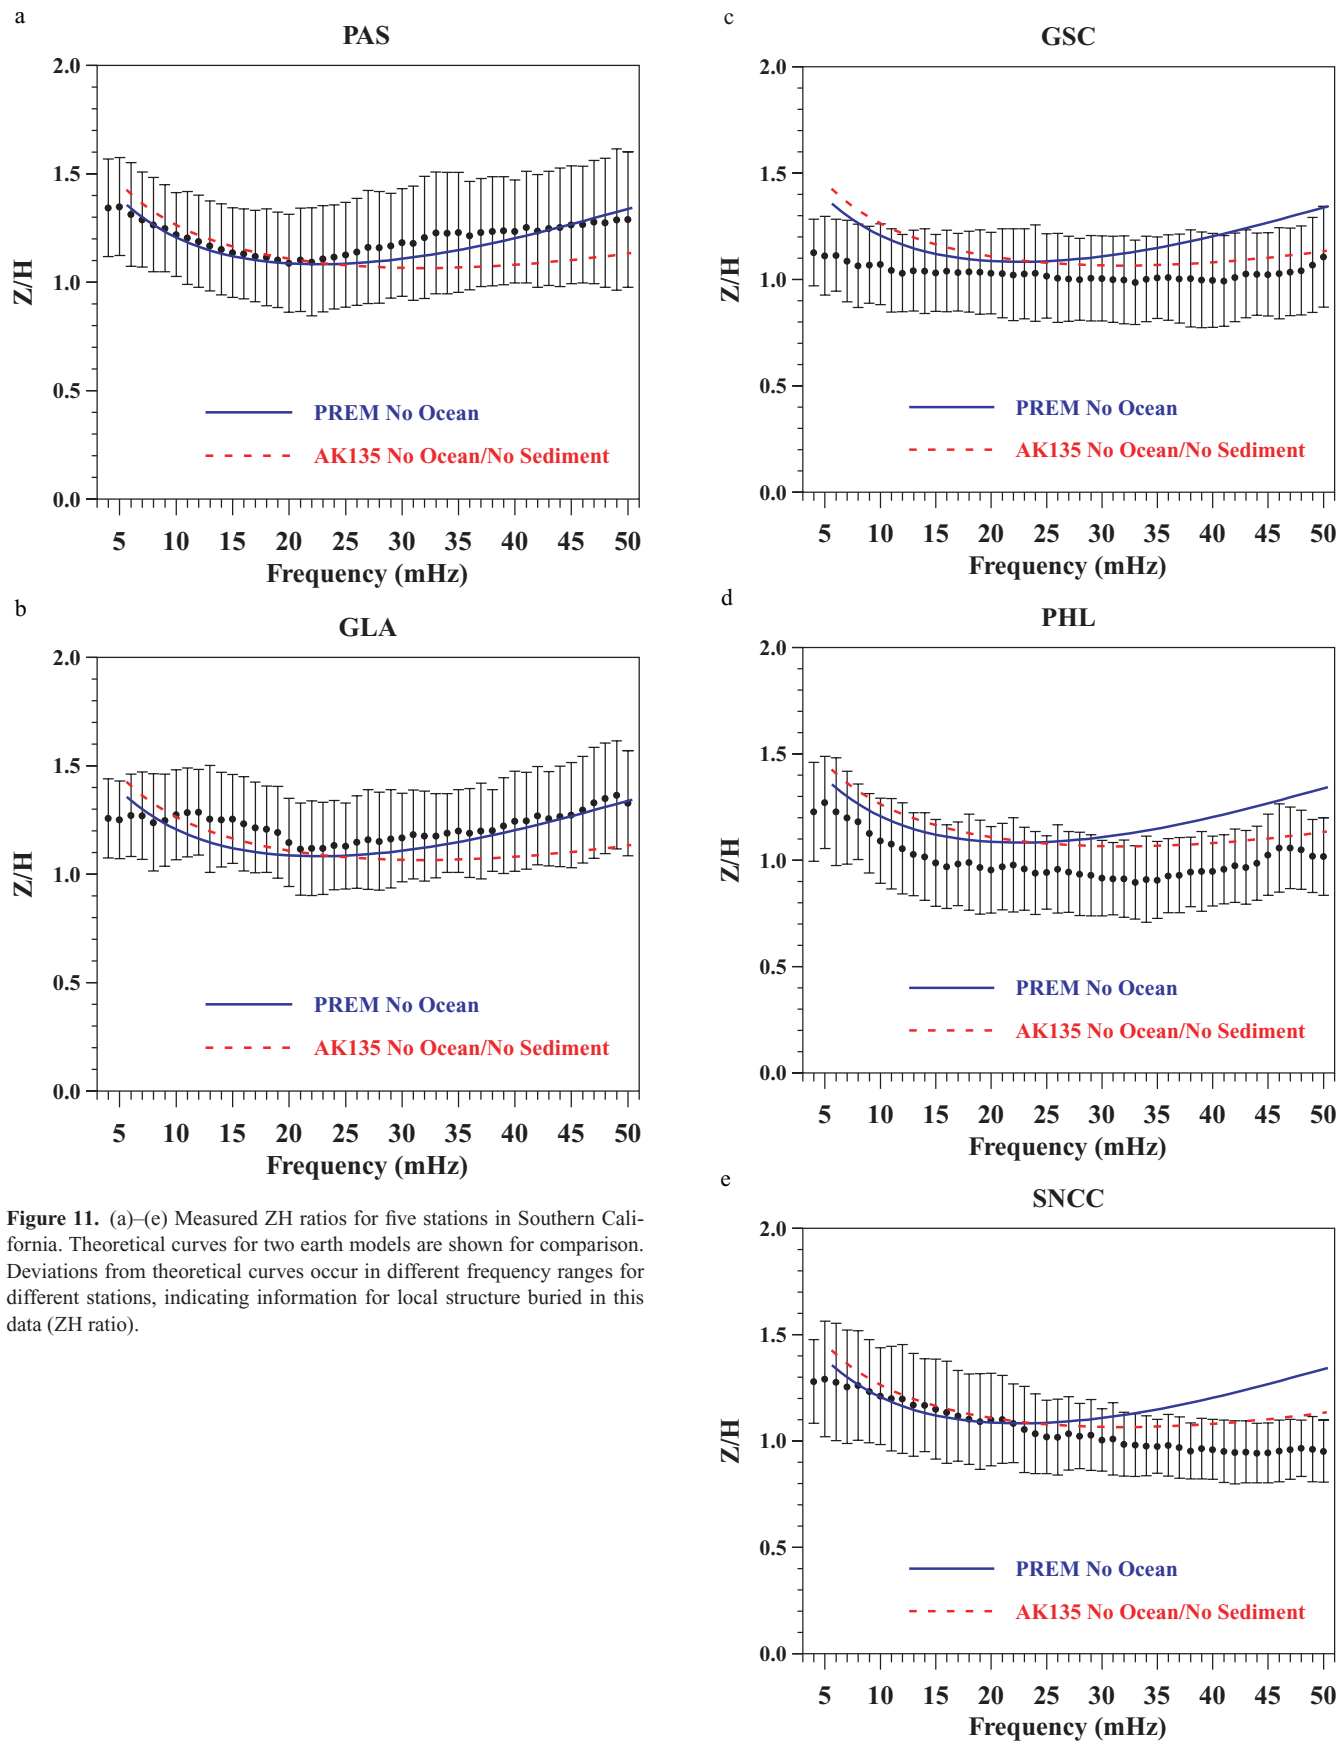 a
PAS
2.0
1.5
1.0
0.5
0.0
Z/H
PREM No Ocean
AK135 No Ocean/No Sediment
5 10 15 20 25 30 35 40 45 50
Frequency (mHz)
b
GLA
2.0
1.5
1.0
0.5
0.0
Z/H
PREM No Ocean
AK135 No Ocean/No Sediment
5 10 15 20 25 30 35 40 45 50
Frequency (mHz)
Figure 11. (a)–(e) Measured ZH ratios for five stations in Southern Cali-
fornia. Theoretical curves for two earth models are shown for comparison.
Deviations from theoretical curves occur in different frequency ranges for
different stations, indicating information for local structure buried in this
data (ZH ratio).
c
GSC
2.0
1.5
1.0
0.5
0.0
Z/H
PREM No Ocean
AK135 No Ocean/No Sediment
5 10 15 20 25 30 35 40 45 50
Frequency (mHz)
d
PHL
2.0
1.5
1.0
0.5
0.0
Z/H
PREM No Ocean
AK135 No Ocean/No Sediment
5 10 15 20 25 30 35 40 45 50
Frequency (mHz)
e
SNCC
2.0
1.5
1.0
0.5
0.0
Z/H
PREM No Ocean
AK135 No Ocean/No Sediment
5 10 15 20 25 30 35 40 45 50
Frequency (mHz)